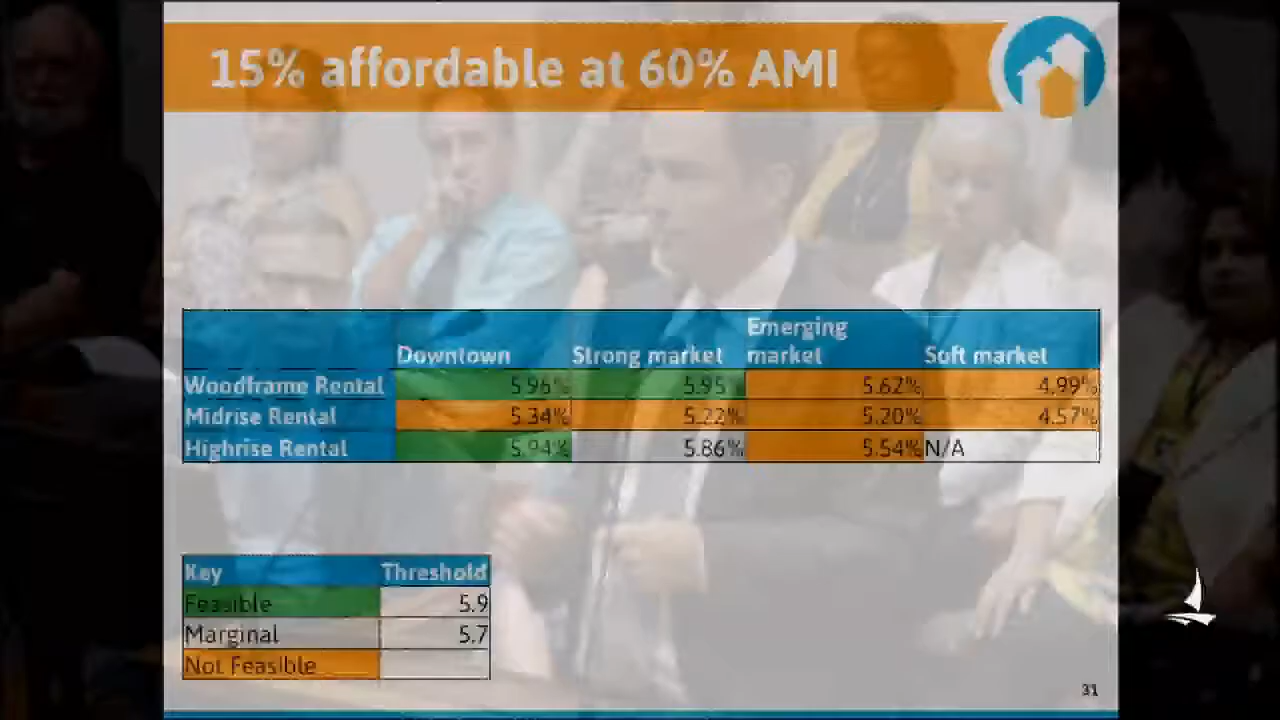 15% affordable at 60% AMI
Downtown Strong market Emerging market Soft market
Woodframe Rental 5.96% 5.95 5.62% 4.99%
Midrise Rental 5.34% 5.22% 5.20% 4.57%
Highrise Rental 5.94% 5.86% 5.54% N/A
Key Threshold
Feasible 5.9
Marginal 5.7
Not Feasible
31